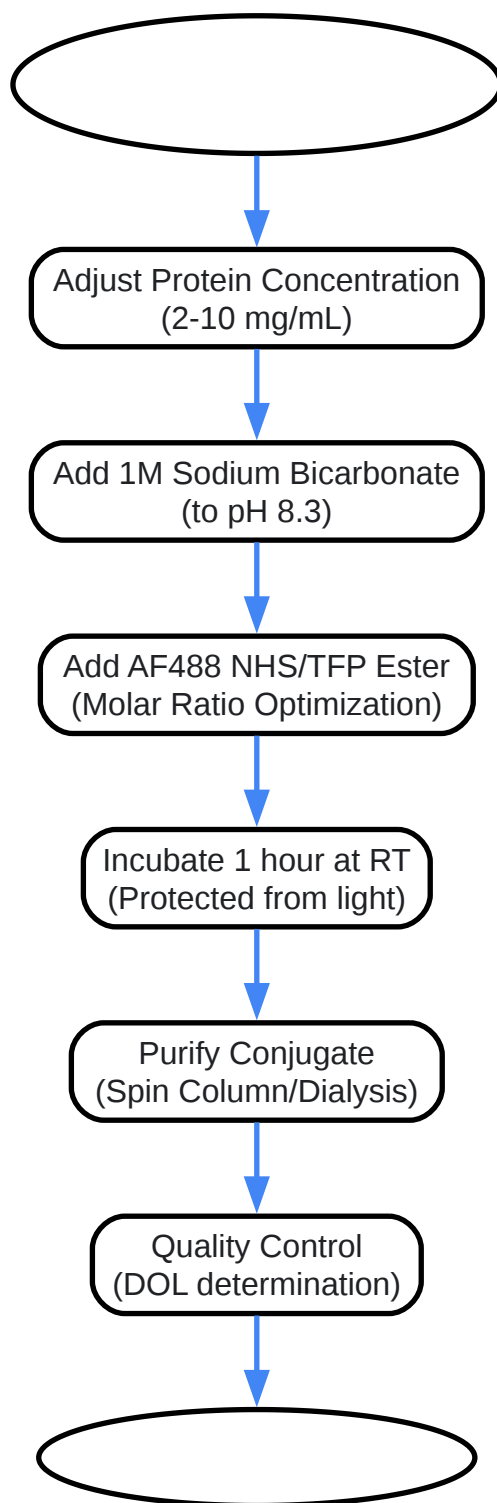 Adjust Protein Concentration
(2-10 mg/mL)
Add 1M Sodium Bicarbonate
(to pH 8.3)
Add AF488 NHS/TFP Ester
(Molar Ratio Optimization)
Incubate 1 hour at RT
(Protected from light)
Purify Conjugate
(Spin Column/Dialysis)
Quality Control
(DOL determination)